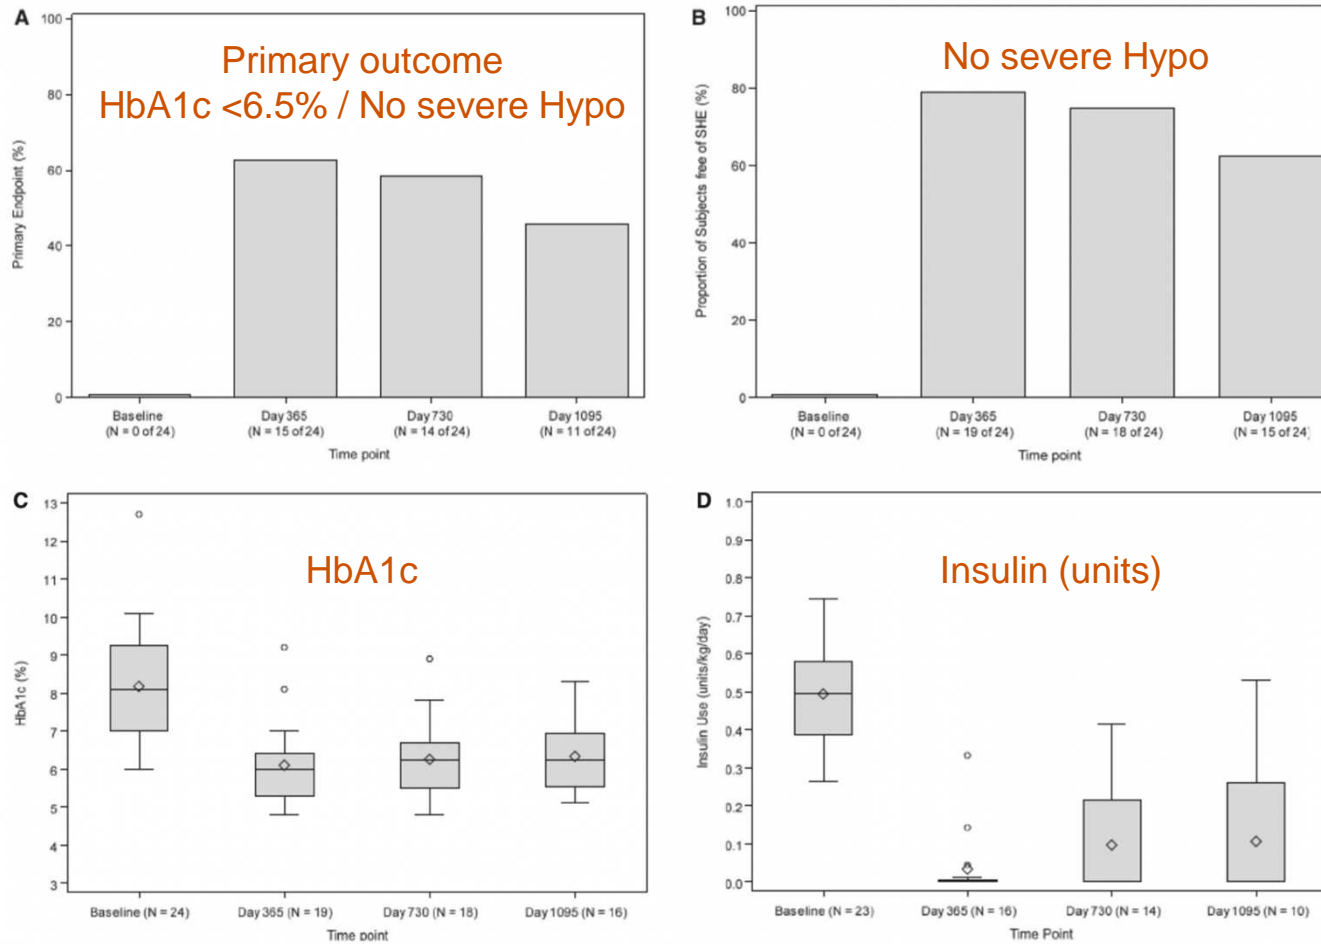 A
Primary outcome
HbA1c <6.5% / No severe Hypo
100
80
60
40
20
0
Primary Endpoint (%)
Baseline
(N = 0 of 24)
Day 365
(N = 15 of 24)
Day 730
(N = 14 of 24)
Day 1095
(N = 11 of 24)
Time point
B
No severe Hypo
100
80
60
40
20
0
Proportion of Subjects free of SHE (%)
Baseline
(N = 0 of 24)
Day 365
(N = 19 of 24)
Day 730
(N = 18 of 24)
Day 1095
(N = 15 of 24)
Time point
C
HbA1c
13
12
11
10
9
8
7
6
5
4
3
HbA1c (%)
Baseline (N = 24)
Day 365 (N = 19)
Day 730 (N = 18)
Day 1095 (N = 16)
Time point
D
Insulin (units)
1.0
0.9
0.8
0.7
0.6
0.5
0.4
0.3
0.2
0.1
0.0
Insulin Use (units/kg/day)
Baseline (N = 23)
Day 365 (N = 16)
Day 730 (N = 14)
Day 1095 (N = 10)
Time Point